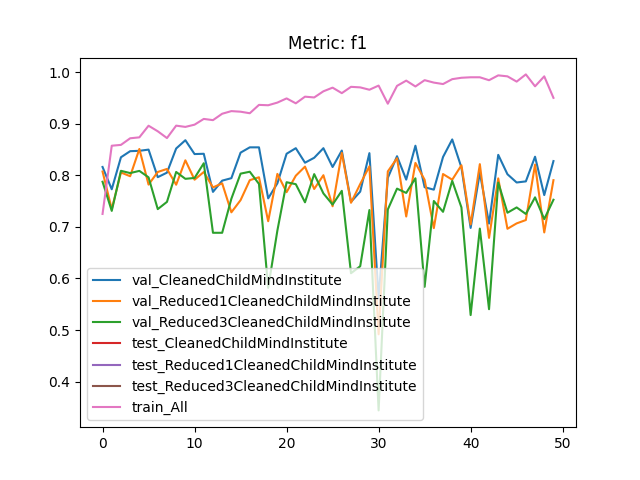 Metric: f1
1.0
0.9
0.8
0.7
0.6
0.5
0.4
val_CleanedChildMindInstitute
val_Reduced1CleanedChildMindInstitute
val_Reduced3CleanedChildMindInstitute
test_CleanedChildMindInstitute
test_Reduced1CleanedChildMindInstitute
test_Reduced3CleanedChildMindInstitute
train_All
0 10 20 30 40 50